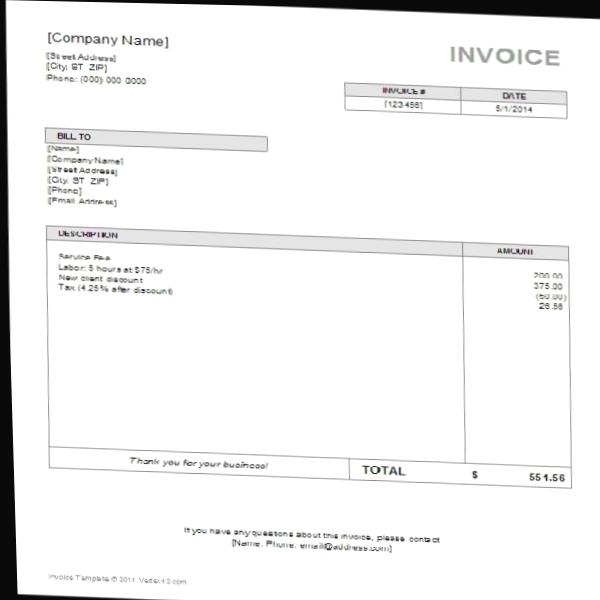 [Company Name]
INVOICE
[Street Address]
[City, ST ZIP]
Phone: (000) 000 0000
INVOICE # DATE
[123456] 5/1/2014
BILL TO
[Name]
[Company Name]
[Street Address]
[City, ST ZIP]
[Phone]
[Email Address]
DESCRIPTION AMOUNT
Service Fee 200.00
Labor: 5 hours at $75/hr 375.00
New client discount (50.00)
Tax (4.25% after discount) 26.56
Thank you for your business! TOTAL $ 551.56
If you have any questions about this invoice, please contact
[Name, Phone, email@address.com]
Invoice Template © 2014 Vertex42.com